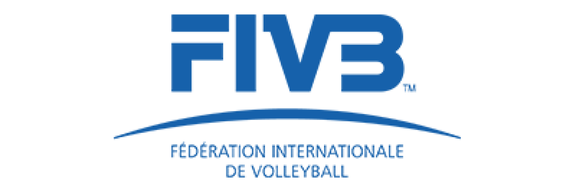 FIVB™
FÉDÉRATION INTERNATIONALE
DE VOLLEYBALL